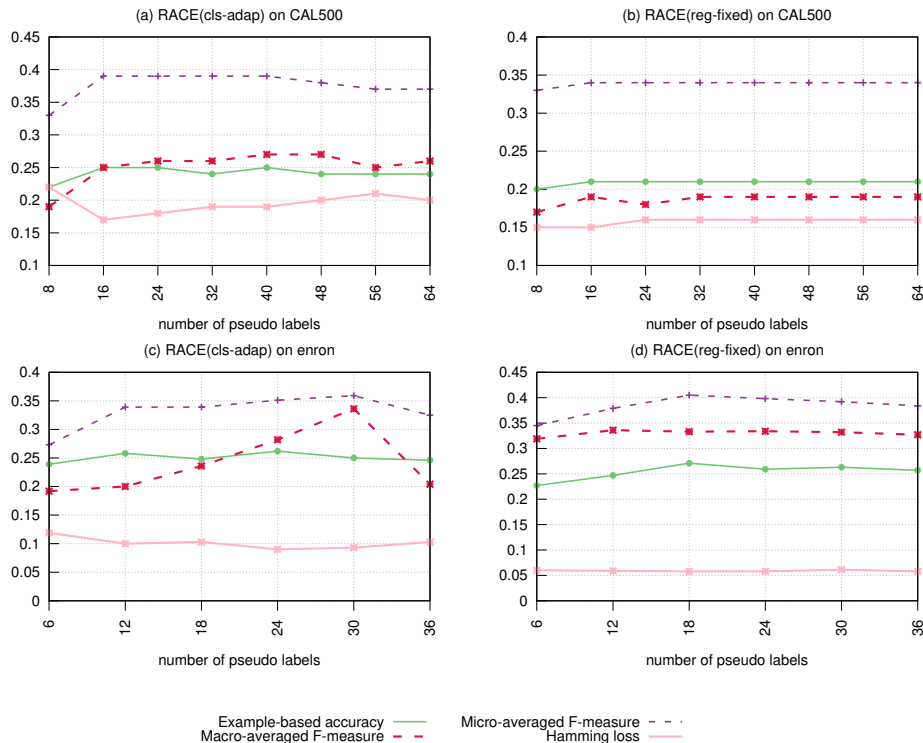 (a) RACE(cls-adap) on CAL500
0.45
0.4
0.35
0.3
0.25
0.2
0.15
0.1
8 16 24 32 40 48 56 64
number of pseudo labels
(b) RACE(reg-fixed) on CAL500
0.4
0.35
0.3
0.25
0.2
0.15
0.1
8 16 24 32 40 48 56 64
number of pseudo labels
(c) RACE(cls-adap) on enron
0.4
0.35
0.3
0.25
0.2
0.15
0.1
0.05
0
6 12 18 24 30 36
number of pseudo labels
(d) RACE(reg-fixed) on enron
0.45
0.4
0.35
0.3
0.25
0.2
0.15
0.1
0.05
0
6 12 18 24 30 36
number of pseudo labels
Example-based accuracy
Macro-averaged F-measure
Micro-averaged F-measure
Hamming loss